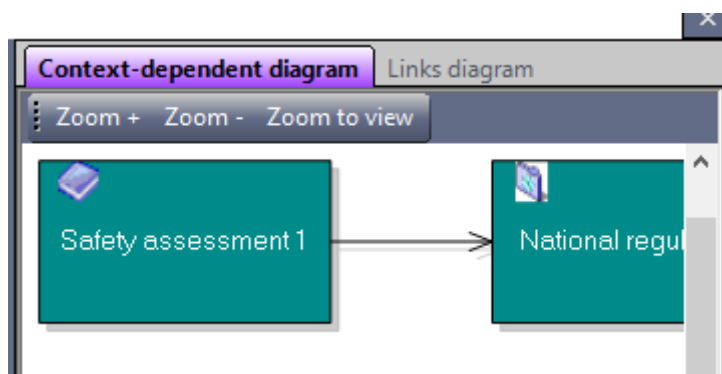 Context-dependent diagram Links diagram
Zoom + Zoom - Zoom to view
Safety assessment 1 National regul